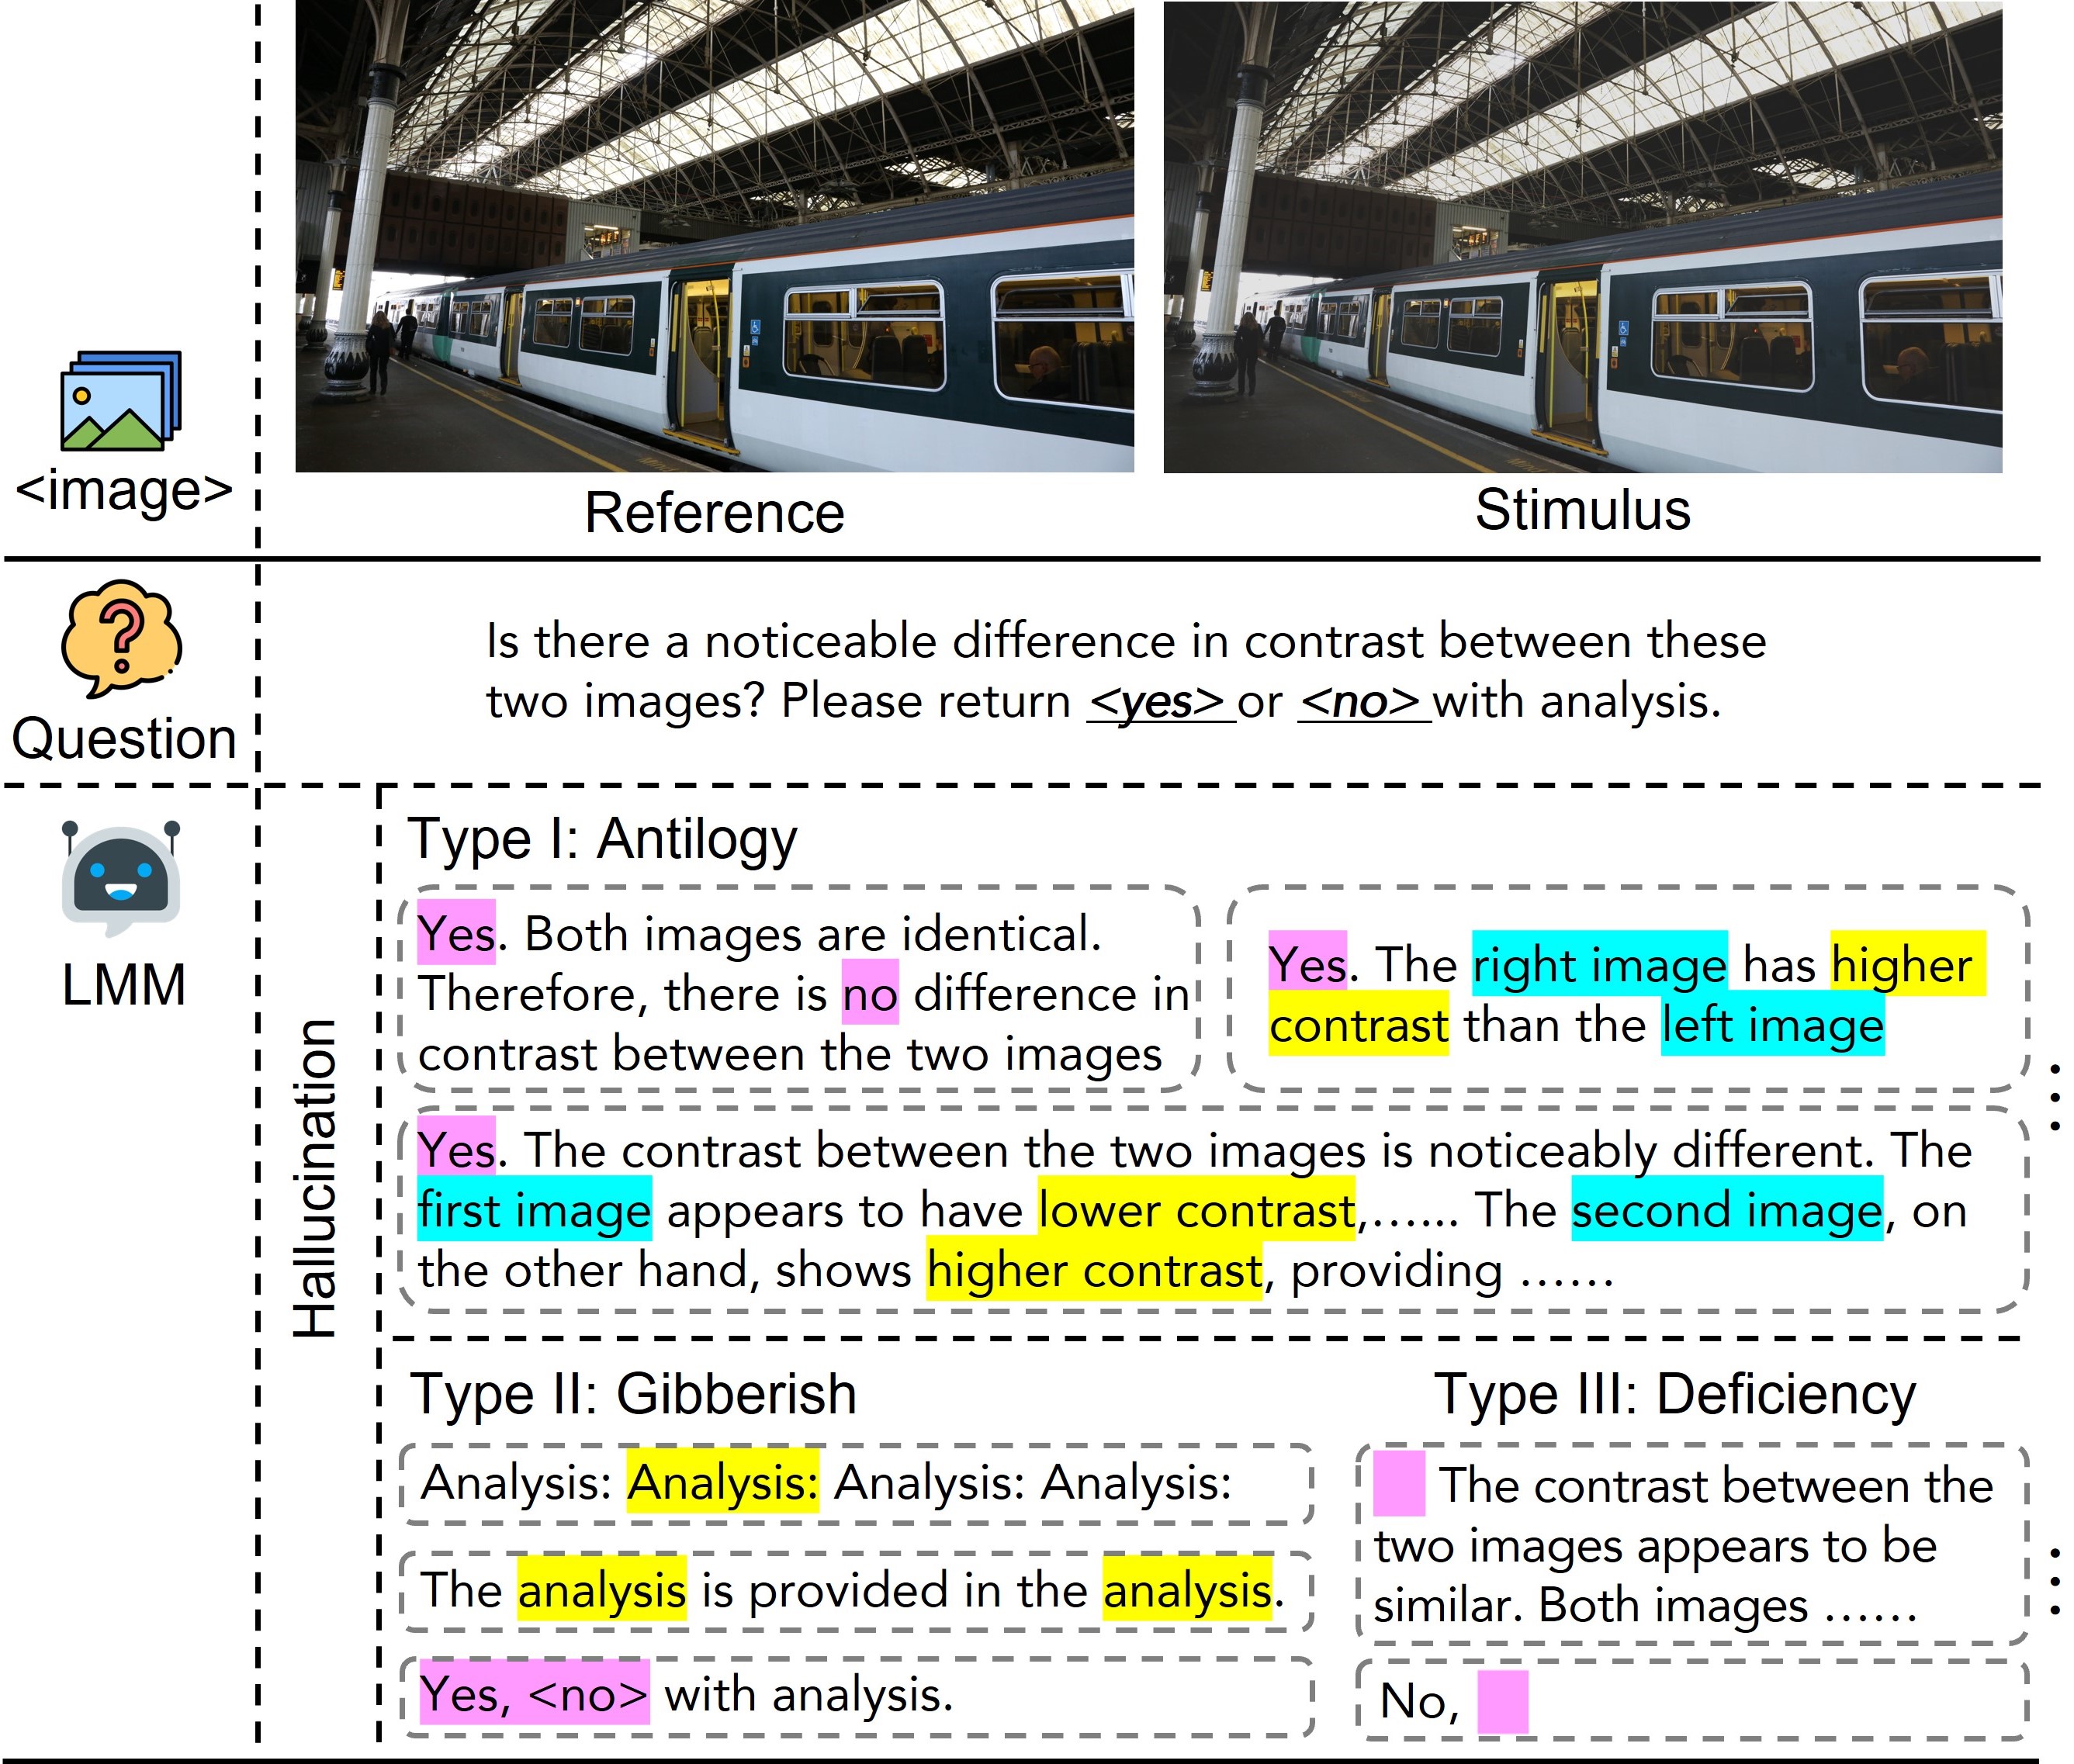 <image>
Reference
Stimulus
Question
Is there a noticeable difference in contrast between these
two images? Please return <yes> or <no> with analysis.
LMM
Hallucination
Type I: Antilogy
Yes. Both images are identical.
Therefore, there is no difference in
contrast between the two images
Yes. The right image has higher
contrast than the left image
Yes. The contrast between the two images is noticeably different. The
first image appears to have lower contrast,...... The second image, on
the other hand, shows higher contrast, providing ......
Type II: Gibberish
Analysis: Analysis: Analysis: Analysis:
The analysis is provided in the analysis.
Yes, <no> with analysis.
Type III: Deficiency
The contrast between the
two images appears to be
similar. Both images ......
No,